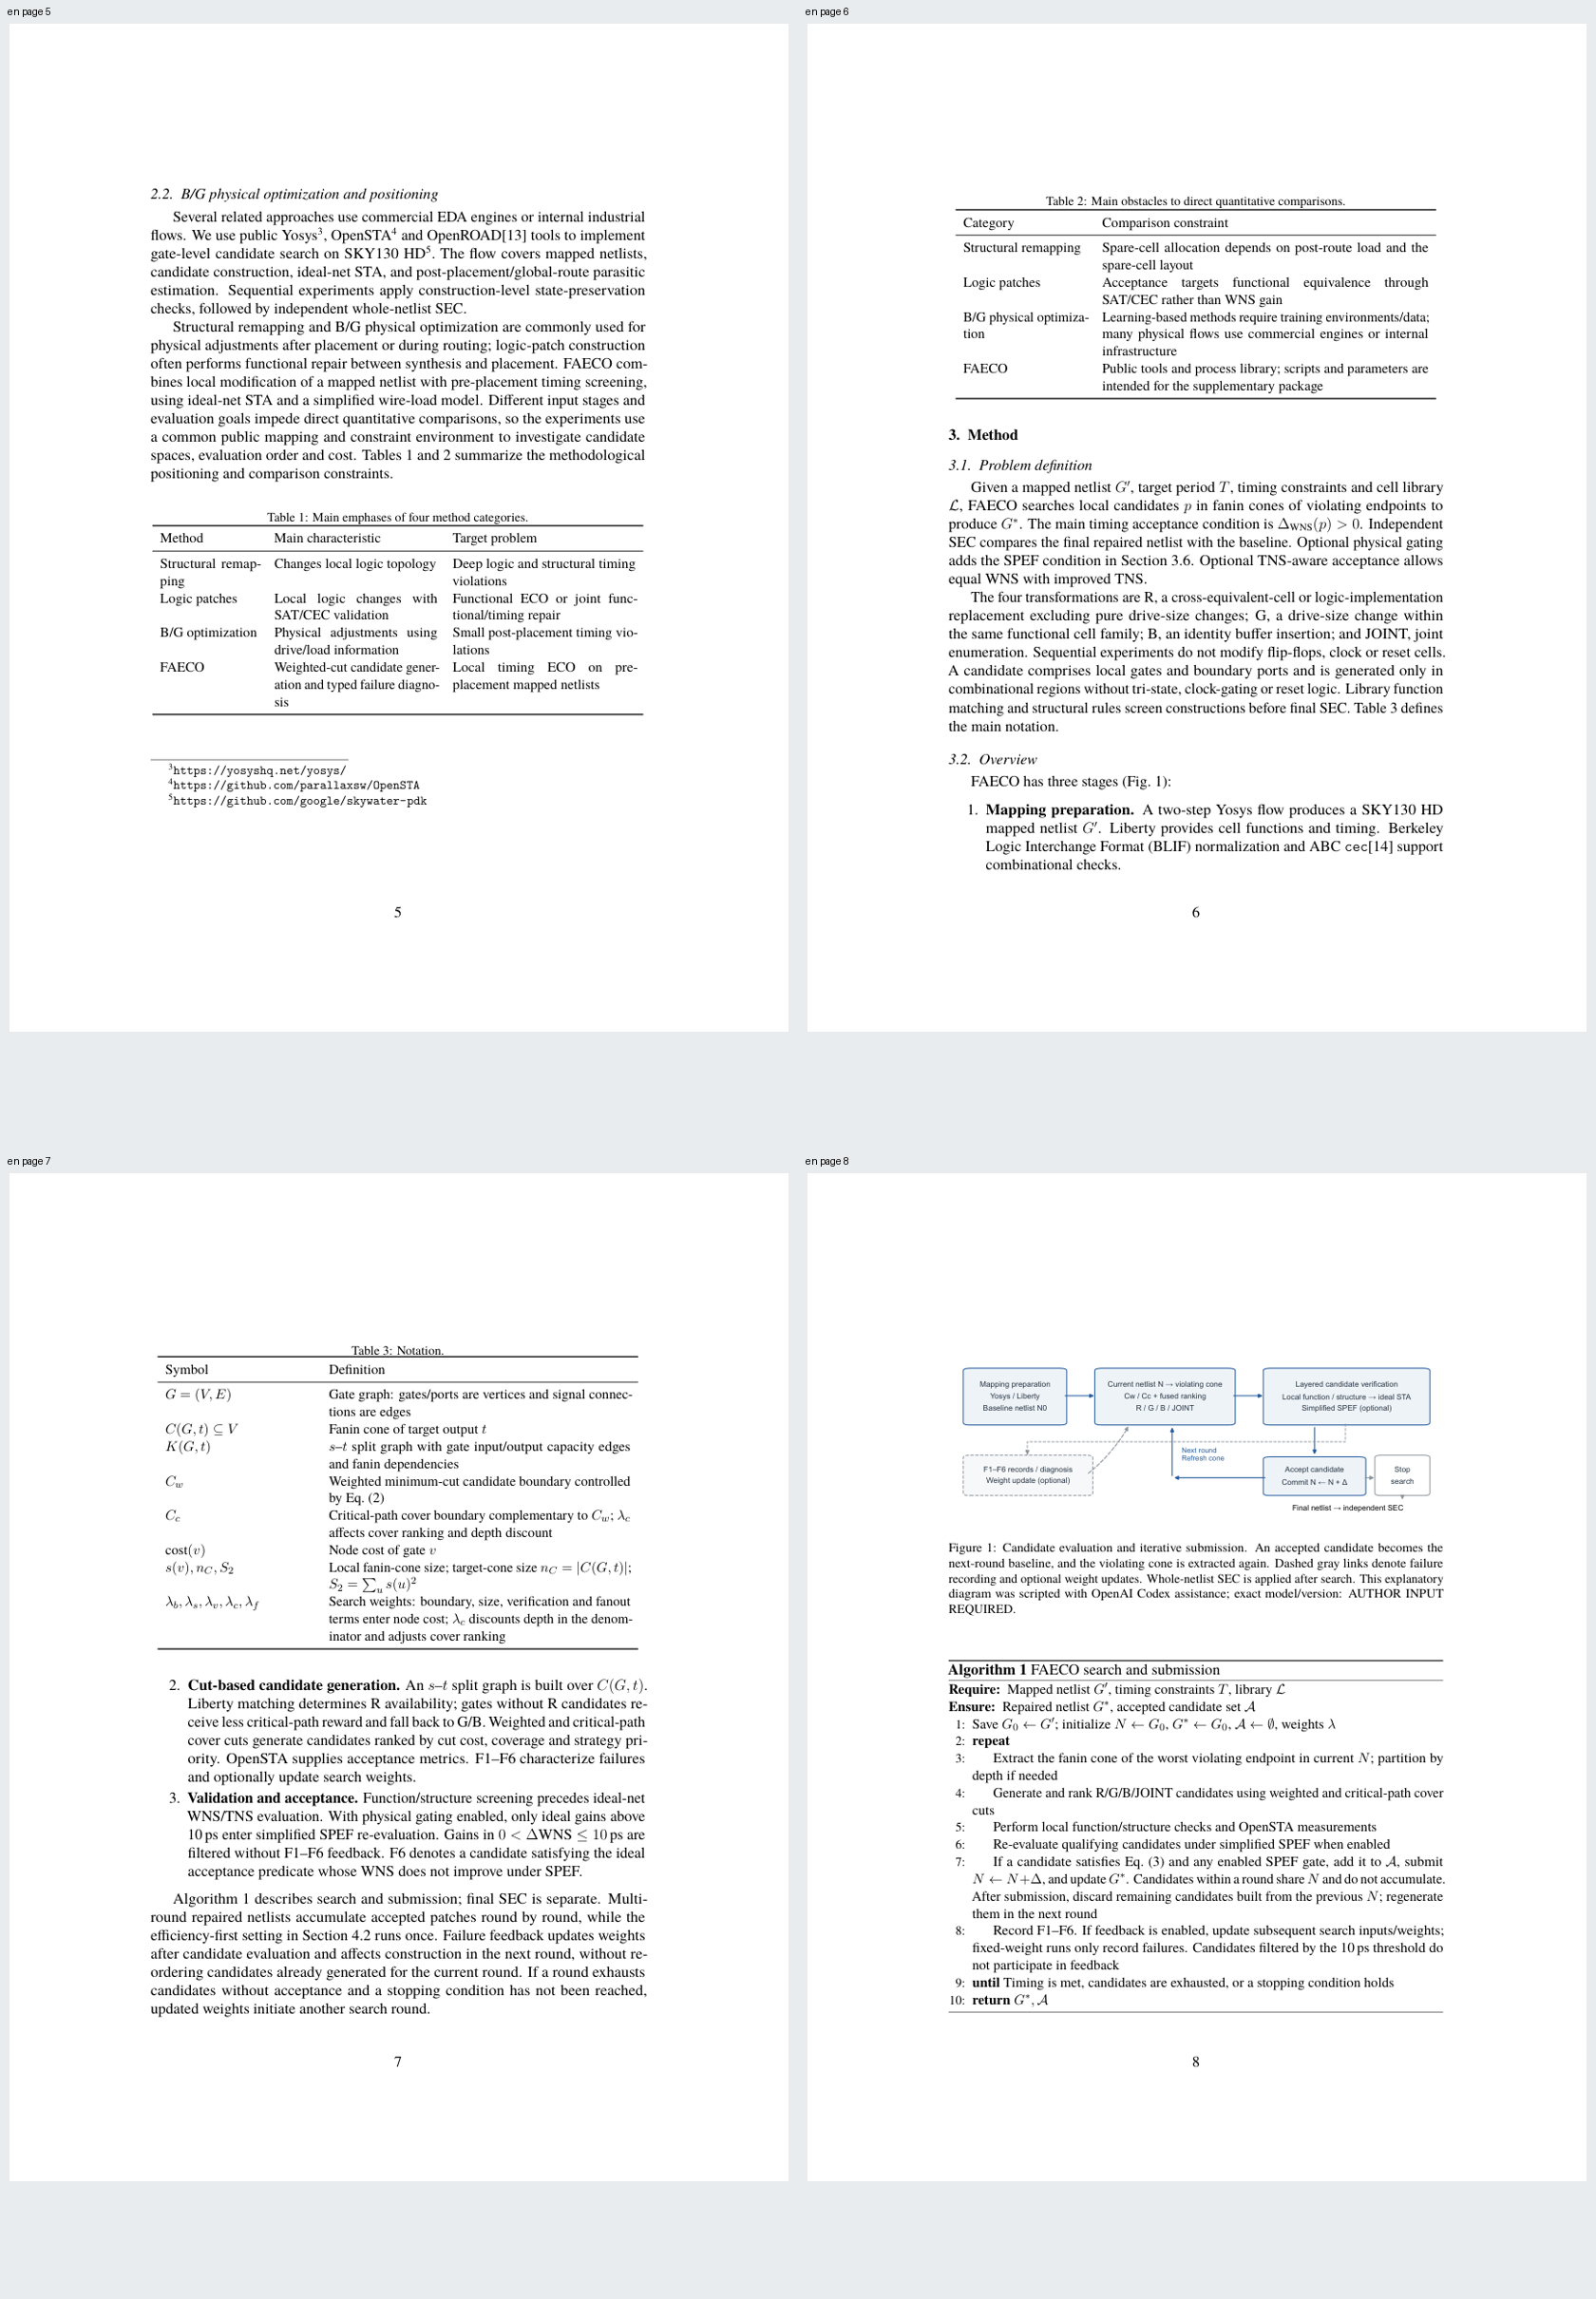 en page 5
2.2. B/G physical optimization and positioning
Several related approaches use commercial EDA engines or internal industrial
flows. We use public Yosys³, OpenSTA⁴ and OpenROAD[13] tools to implement
gate-level candidate search on SKY130 HD⁵. The flow covers mapped netlists,
candidate construction, ideal-net STA, and post-placement/global-route parasitic
estimation. Sequential experiments apply construction-level state-preservation
checks, followed by independent whole-netlist SEC.
Structural remapping and B/G physical optimization are commonly used for
physical adjustments after placement or during routing; logic-patch construction
often performs functional repair between synthesis and placement. FAECO com-
bines local modification of a mapped netlist with pre-placement timing screening,
using ideal-net STA and a simplified wire-load model. Different input stages and
evaluation goals impede direct quantitative comparisons, so the experiments use
a common public mapping and constraint environment to investigate candidate
spaces, evaluation order and cost. Tables 1 and 2 summarize the methodological
positioning and comparison constraints.
Table 1: Main emphases of four method categories.
Method Main characteristic Target problem
Structural remap- Changes local logic topology Deep logic and structural timing
ping violations
Logic patches Local logic changes with Functional ECO or joint func-
SAT/CEC validation tional/timing repair
B/G optimization Physical adjustments using Small post-placement timing vio-
drive/load information lations
FAECO Weighted-cut candidate gener- Local timing ECO on pre-
ation and typed failure diagno- placement mapped netlists
sis
³https://yosyshq.net/yosys/
⁴https://github.com/parallaxsw/OpenSTA
⁵https://github.com/google/skywater-pdk
5
en page 6
Table 2: Main obstacles to direct quantitative comparisons.
Category Comparison constraint
Structural remapping Spare-cell allocation depends on post-route load and the
spare-cell layout
Logic patches Acceptance targets functional equivalence through
SAT/CEC rather than WNS gain
B/G physical optimiza- Learning-based methods require training environments/data;
tion many physical flows use commercial engines or internal
infrastructure
FAECO Public tools and process library; scripts and parameters are
intended for the supplementary package
3. Method
3.1. Problem definition
Given a mapped netlist G′, target period T, timing constraints and cell library
ℒ, FAECO searches local candidates p in fanin cones of violating endpoints to
produce G*. The main timing acceptance condition is Δ_WNS(p) > 0. Independent
SEC compares the final repaired netlist with the baseline. Optional physical gating
adds the SPEF condition in Section 3.6. Optional TNS-aware acceptance allows
equal WNS with improved TNS.
The four transformations are R, a cross-equivalent-cell or logic-implementation
replacement excluding pure drive-size changes; G, a drive-size change within
the same functional cell family; B, an identity buffer insertion; and JOINT, joint
enumeration. Sequential experiments do not modify flip-flops, clock or reset cells.
A candidate comprises local gates and boundary ports and is generated only in
combinational regions without tri-state, clock-gating or reset logic. Library function
matching and structural rules screen constructions before final SEC. Table 3 defines
the main notation.
3.2. Overview
FAECO has three stages (Fig. 1):
1. Mapping preparation. A two-step Yosys flow produces a SKY130 HD
mapped netlist G′. Liberty provides cell functions and timing. Berkeley
Logic Interchange Format (BLIF) normalization and ABC cec[14] support
combinational checks.
6
en page 7
Table 3: Notation.
Symbol Definition
G = (V, E) Gate graph: gates/ports are vertices and signal connec-
tions are edges
C(G, t) ⊆ V Fanin cone of target output t
K(G, t) s–t split graph with gate input/output capacity edges
and fanin dependencies
C_w Weighted minimum-cut candidate boundary controlled
by Eq. (2)
C_c Critical-path cover boundary complementary to C_w; λ_c
affects cover ranking and depth discount
cost(v) Node cost of gate v
s(v), n_C, S_2 Local fanin-cone size; target-cone size n_C = |C(G, t)|;
S_2 = ∑_u s(u)²
λ_b, λ_s, λ_v, λ_c, λ_f Search weights: boundary, size, verification and fanout
terms enter node cost; λ_c discounts depth in the denom-
inator and adjusts cover ranking
2. Cut-based candidate generation. An s–t split graph is built over C(G, t).
Liberty matching determines R availability; gates without R candidates re-
ceive less critical-path reward and fall back to G/B. Weighted and critical-path
cover cuts generate candidates ranked by cut cost, coverage and strategy pri-
ority. OpenSTA supplies acceptance metrics. F1–F6 characterize failures
and optionally update search weights.
3. Validation and acceptance. Function/structure screening precedes ideal-net
WNS/TNS evaluation. With physical gating enabled, only ideal gains above
10 ps enter simplified SPEF re-evaluation. Gains in 0 < ΔWNS ≤ 10 ps are
filtered without F1–F6 feedback. F6 denotes a candidate satisfying the ideal
acceptance predicate whose WNS does not improve under SPEF.
Algorithm 1 describes search and submission; final SEC is separate. Multi-
round repaired netlists accumulate accepted patches round by round, while the
efficiency-first setting in Section 4.2 runs once. Failure feedback updates weights
after candidate evaluation and affects construction in the next round, without re-
ordering candidates already generated for the current round. If a round exhausts
candidates without acceptance and a stopping condition has not been reached,
updated weights initiate another search round.
7
en page 8
Mapping preparation
Yosys / Liberty
Baseline netlist N0
Current netlist N → violating cone
Cw / Cc + fused ranking
R / G / B / JOINT
Layered candidate verification
Local function / structure → ideal STA
Simplified SPEF (optional)
F1–F6 records / diagnosis
Weight update (optional)
Next round
Refresh cone
Accept candidate
Commit N ← N + Δ
Stop
search
Final netlist → independent SEC
Figure 1: Candidate evaluation and iterative submission. An accepted candidate becomes the
next-round baseline, and the violating cone is extracted again. Dashed gray links denote failure
recording and optional weight updates. Whole-netlist SEC is applied after search. This explanatory
diagram was scripted with OpenAI Codex assistance; exact model/version: AUTHOR INPUT
REQUIRED.
Algorithm 1 FAECO search and submission
Require: Mapped netlist G′, timing constraints T, library ℒ
Ensure: Repaired netlist G*, accepted candidate set 𝒜
1: Save G_0 ← G′; initialize N ← G_0, G* ← G_0, 𝒜 ← ∅, weights λ
2: repeat
3: Extract the fanin cone of the worst violating endpoint in current N; partition by
depth if needed
4: Generate and rank R/G/B/JOINT candidates using weighted and critical-path cover
cuts
5: Perform local function/structure checks and OpenSTA measurements
6: Re-evaluate qualifying candidates under simplified SPEF when enabled
7: If a candidate satisfies Eq. (3) and any enabled SPEF gate, add it to 𝒜, submit
N ← N+Δ, and update G*. Candidates within a round share N and do not accumulate.
After submission, discard remaining candidates built from the previous N; regenerate
them in the next round
8: Record F1–F6. If feedback is enabled, update subsequent search inputs/weights;
fixed-weight runs only record failures. Candidates filtered by the 10 ps threshold do
not participate in feedback
9: until Timing is met, candidates are exhausted, or a stopping condition holds
10: return G*, 𝒜
8